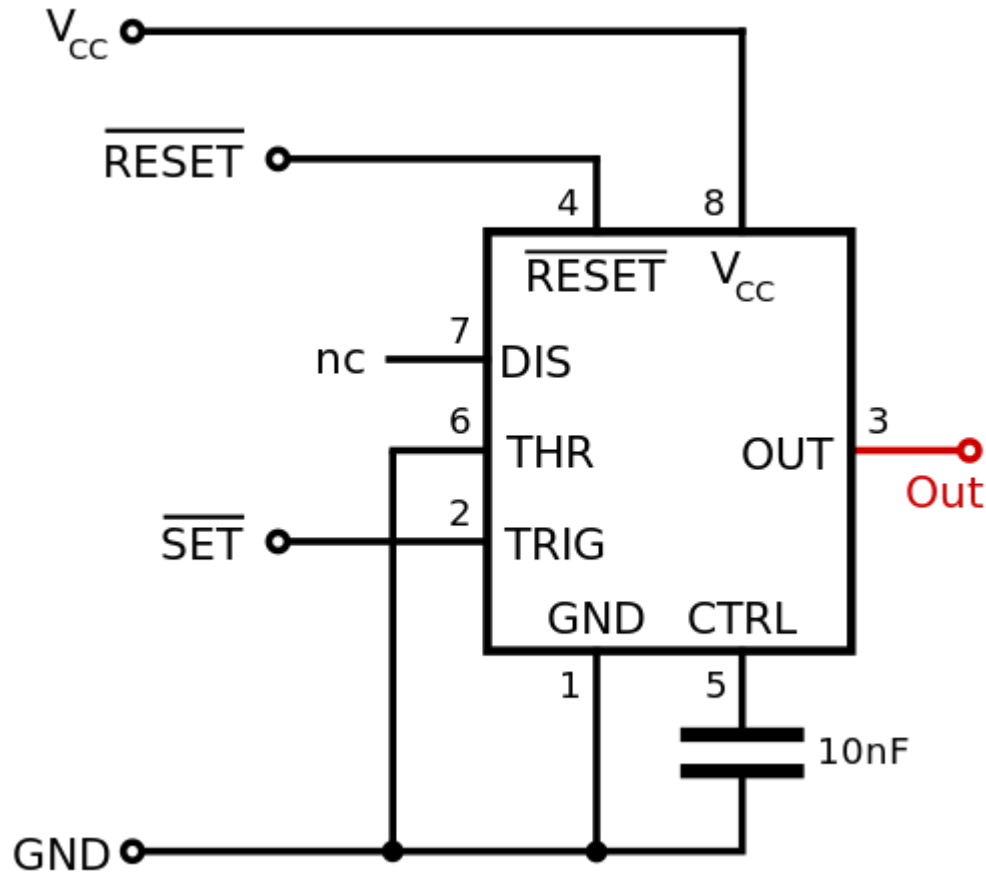 VCC
RESET
4
8
RESET
VCC
7
nc
DIS
6
3
THR
OUT
Out
2
SET
TRIG
GND
CTRL
1
5
10nF
GND